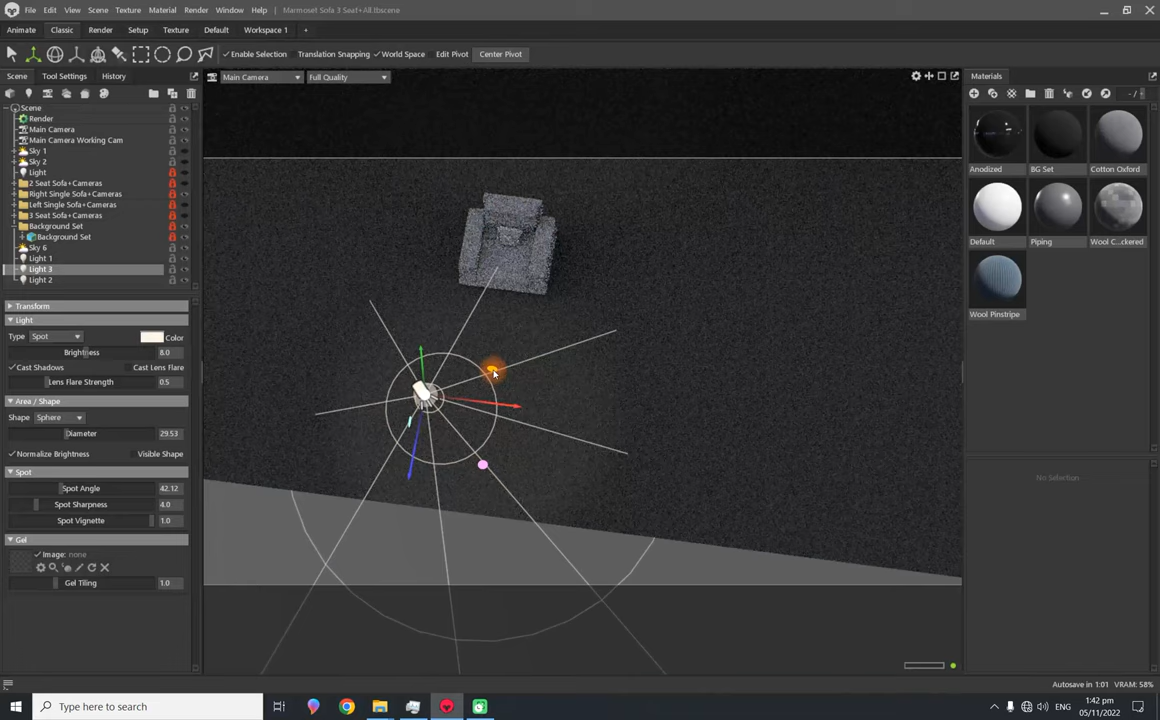 File Edit View Scene Texture Material Render Window Help Marmoset Sofa 3 Seat+All.tbscene
Animate Classic Render Setup Texture Default Workspace 1 +
Enable Selection Translation Snapping World Space Edit Pivot Center Pivot
Scene Tool Settings History
Main Camera Full Quality
Materials
Scene
Render
Main Camera
Main Camera Working Cam
Sky 1
Sky 2
Light
2 Seat Sofa+Cameras
Right Single Sofa+Cameras
Left Single Sofa+Cameras
3 Seat Sofa+Cameras
Background Set
Background Set
Sky 6
Light 1
Light 3
Light 2
Transform
Light
Type Spot Color
Brightness 8.0
Cast Shadows Cast Lens Flare
Lens Flare Strength 0.5
Area / Shape
Shape Sphere
Diameter 29.53
Normalize Brightness Visible Shape
Spot
Spot Angle 42.12
Spot Sharpness 4.0
Spot Vignette 1.0
Gel
Image: none
Gel Tiling 1.0
Anodized BG Set Cotton Oxford
Default Piping Wool C...ckered
Wool Pinstripe
No Selection
Autosave in 1:01 VRAM: 58%
Type here to search
ENG
1:42 pm
05/11/2022